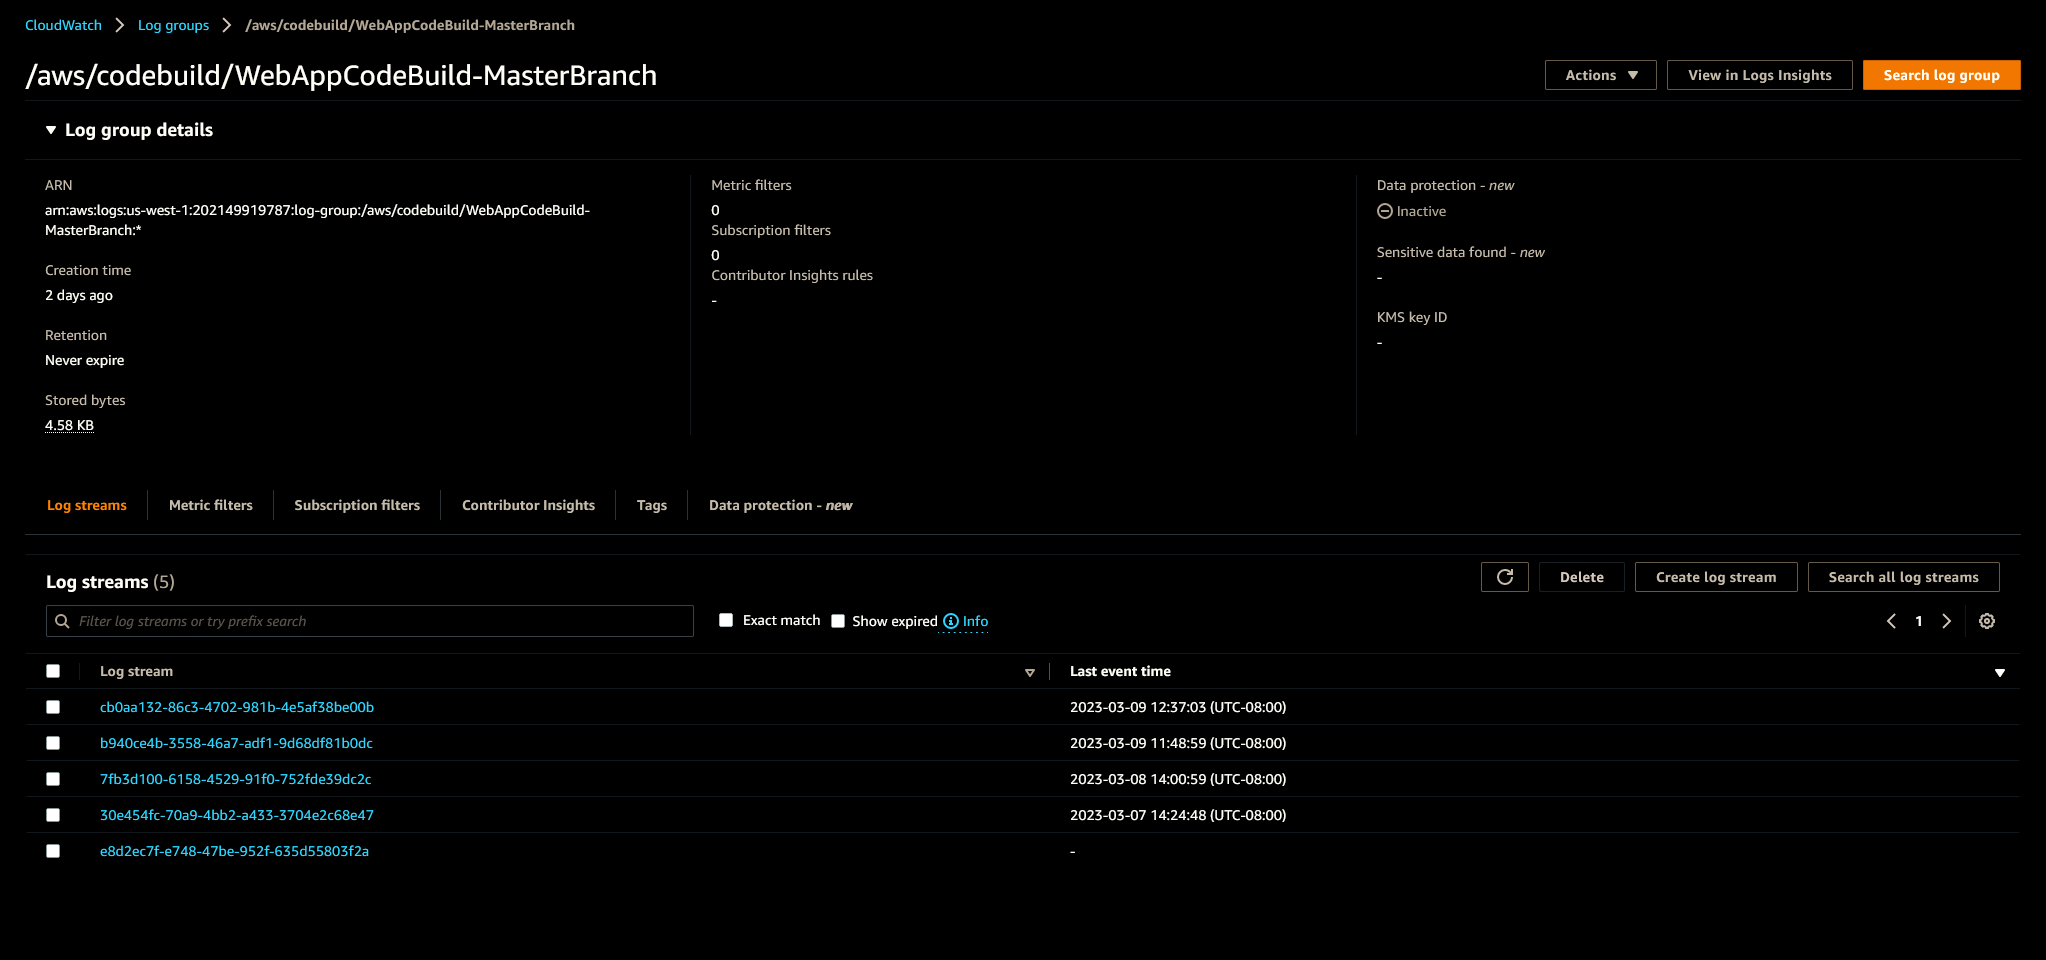 CloudWatch > Log groups > /aws/codebuild/WebAppCodeBuild-MasterBranch
/aws/codebuild/WebAppCodeBuild-MasterBranch
Actions
View in Logs Insights
Search log group
Log group details
ARN
arn:aws:logs:us-west-1:202149919787:log-group:/aws/codebuild/WebAppCodeBuild-
MasterBranch:*
Creation time
2 days ago
Retention
Never expire
Stored bytes
4.58 KB
Metric filters
0
Subscription filters
0
Contributor Insights rules
-
Data protection - new
Inactive
Sensitive data found - new
-
KMS key ID
-
Log streams
Metric filters
Subscription filters
Contributor Insights
Tags
Data protection - new
Log streams (5)
Delete
Create log stream
Search all log streams
Filter log streams or try prefix search
Exact match
Show expired
Info
1
Log stream
Last event time
cb0aa132-86c3-4702-981b-4e5af38be00b 2023-03-09 12:37:03 (UTC-08:00)
b940ce4b-3558-46a7-adf1-9d68df81b0dc 2023-03-09 11:48:59 (UTC-08:00)
7fb3d100-6158-4529-91f0-752fde39dc2c 2023-03-08 14:00:59 (UTC-08:00)
30e454fc-70a9-4bb2-a433-3704e2c68e47 2023-03-07 14:24:48 (UTC-08:00)
e8d2ec7f-e748-47be-952f-635d55803f2a -